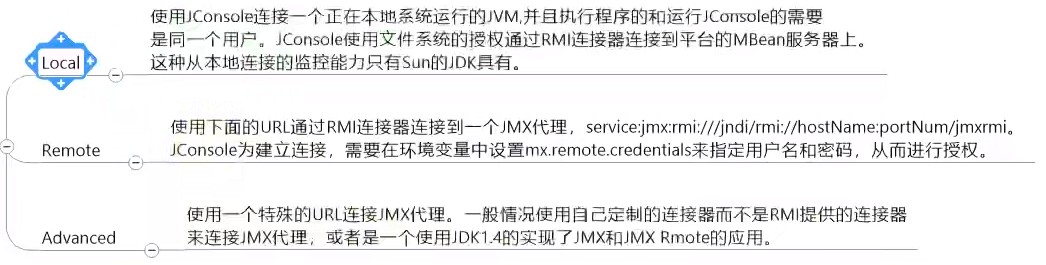 使用JConsole连接一个正在本地系统运行的JVM,并且执行程序的和运行JConsole的需要
是同一个用户。JConsole使用文件系统的授权通过RMI连接器连接到平台的MBean服务器上。
这种从本地连接的监控能力只有Sun的JDK具有。
Local
使用下面的URL通过RMI连接器连接到一个JMX代理，service:jmx:rmi:///jndi/rmi://hostName:portNum/jmxrmi。
JConsole为建立连接，需要在环境变量中设置mx.remote.credentials来指定用户名和密码，从而进行授权。
Remote
使用一个特殊的URL连接JMX代理。一般情况使用自己定制的连接器而不是RMI提供的连接器
来连接JMX代理，或者是一个使用JDK1.4的实现了JMX和JMX Rmote的应用。
Advanced